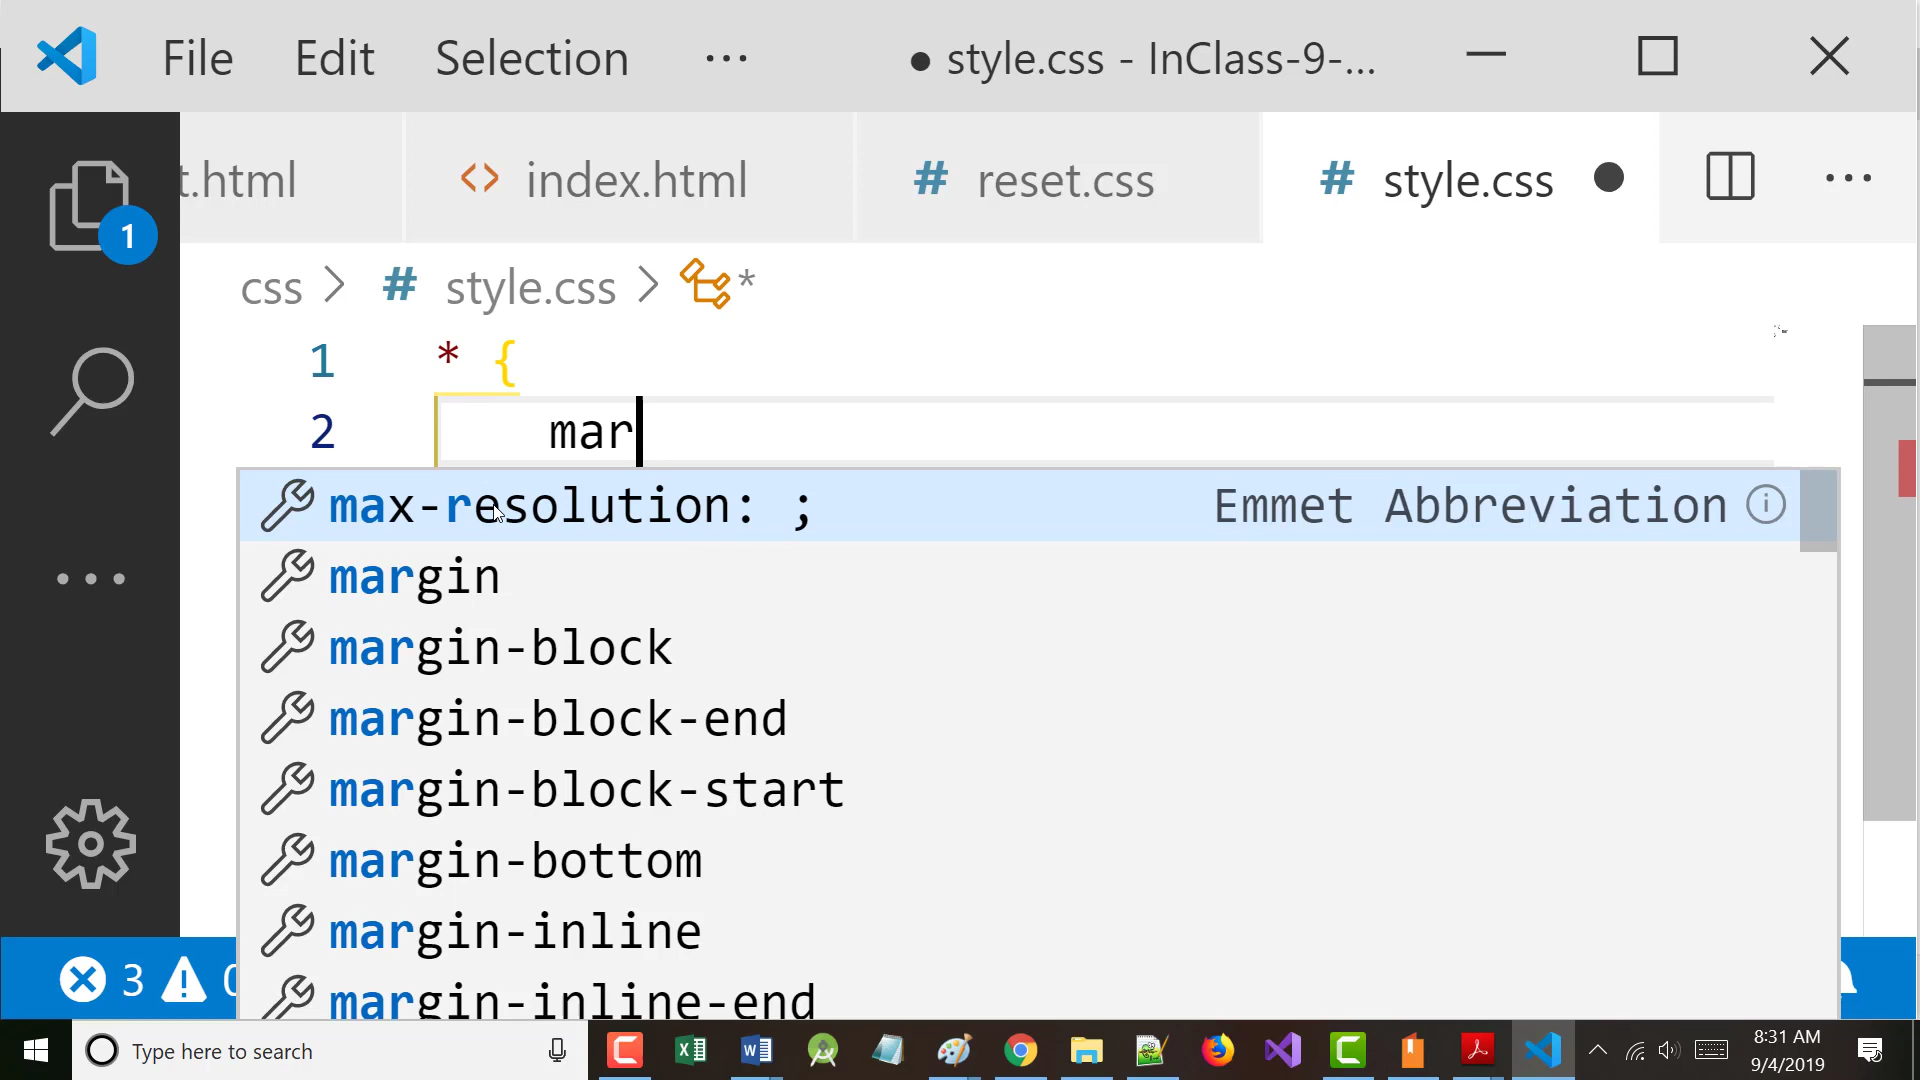 File Edit Selection ... ● style.css - InClass-9-...
t.html <> index.html # reset.css # style.css ● ...
1
css > # style.css > *
1 * {
2 mar
max-resolution: ; Emmet Abbreviation
margin
margin-block
margin-block-end
margin-block-start
margin-bottom
margin-inline
margin-inline-end
3 0
Type here to search
8:31 AM
9/4/2019